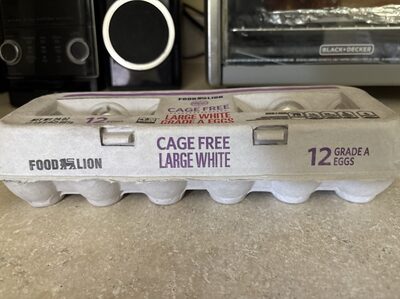 BLACK+DECKER
FOOD LION
CAGE FREE
LARGE WHITE
GRADE A EGGS
12
FOOD LION
CAGE FREE
LARGE WHITE
12 GRADE A
EGGS